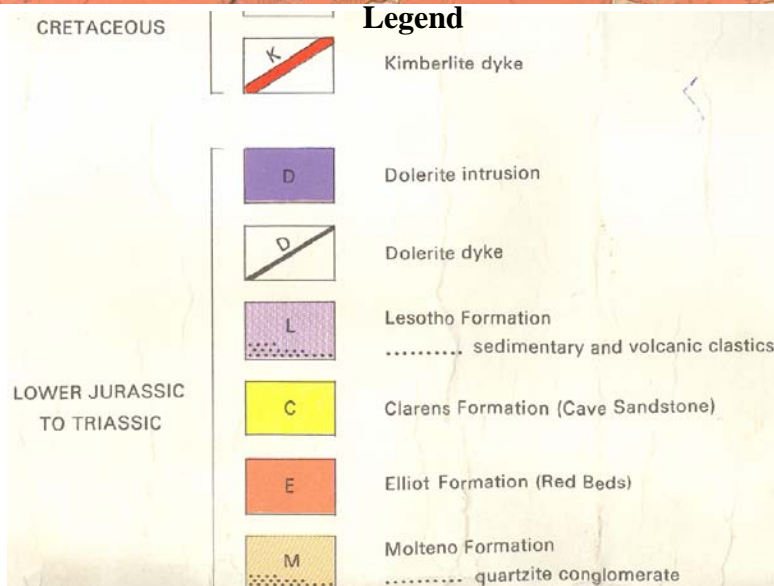 Legend
CRETACEOUS
K
Kimberlite dyke
D
Dolerite intrusion
D
Dolerite dyke
L
Lesotho Formation
.......... sedimentary and volcanic clastics
LOWER JURASSIC
TO TRIASSIC
C
Clarens Formation (Cave Sandstone)
E
Elliot Formation (Red Beds)
M
Molteno Formation
.......... quartzite conglomerate